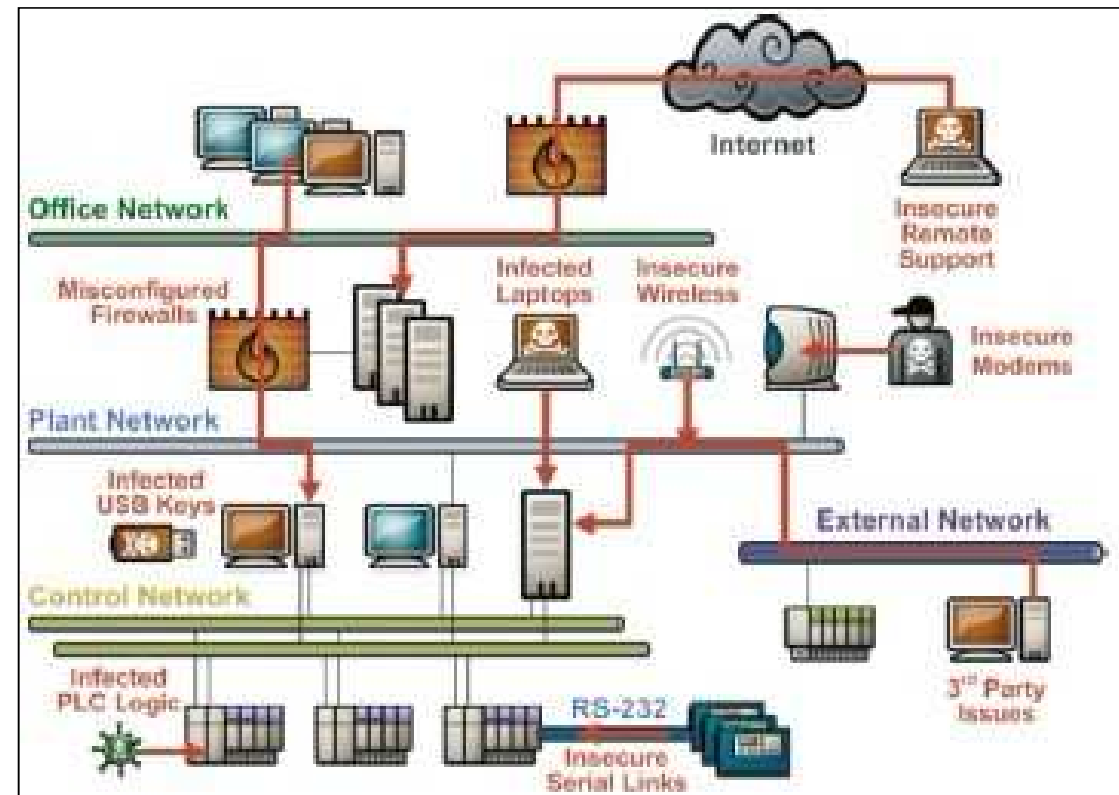 Internet
Office Network
Insecure
Remote
Support
Misconfigured
Firewalls
Infected
Laptops
Insecure
Wireless
Insecure
Modems
Plant Network
Infected
USB Keys
External Network
Control Network
Infected
PLC Logic
RS-232
Insecure
Serial Links
3rd Party
Issues